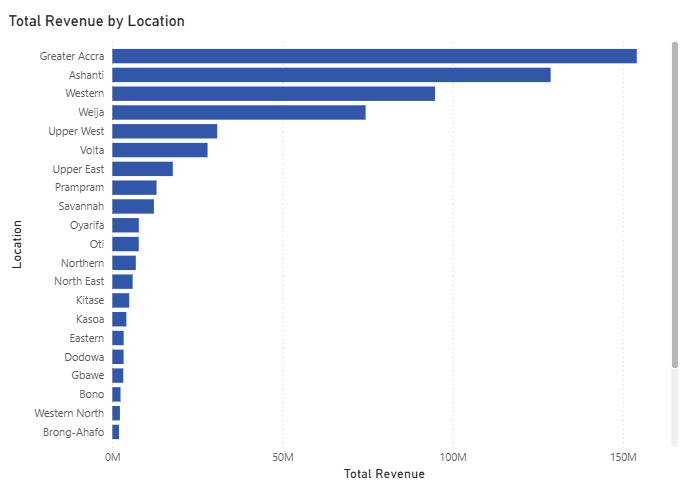 Total Revenue by Location
Greater Accra
Ashanti
Western
Weija
Upper West
Volta
Upper East
Prampram
Savannah
Oyarifa
Oti
Northern
North East
Kitase
Kasoa
Eastern
Dodowa
Gbawe
Bono
Western North
Brong-Ahafo
Location
0M 50M 100M 150M
Total Revenue